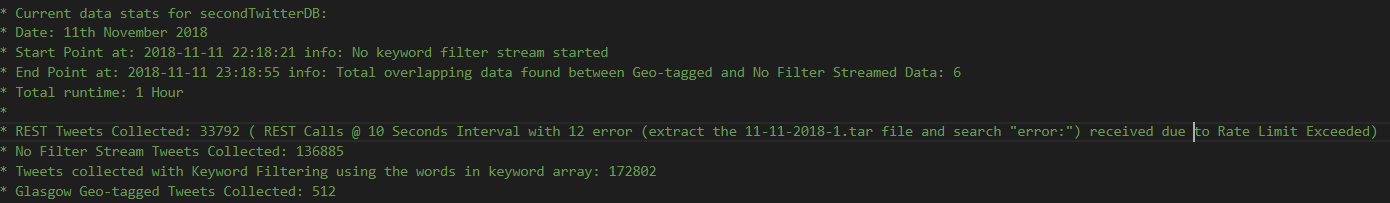 * Current data stats for secondTwitterDB:
* Date: 11th November 2018
* Start Point at: 2018-11-11 22:18:21 info: No keyword filter stream started
* End Point at: 2018-11-11 23:18:55 info: Total overlapping data found between Geo-tagged and No Filter Streamed Data: 6
* Total runtime: 1 Hour
*
* REST Tweets Collected: 33792 ( REST Calls @ 10 Seconds Interval with 12 error (extract the 11-11-2018-1.tar file and search "error:") received due to Rate Limit Exceeded)
* No Filter Stream Tweets Collected: 136885
* Tweets collected with Keyword Filtering using the words in keyword array: 172802
* Glasgow Geo-tagged Tweets Collected: 512